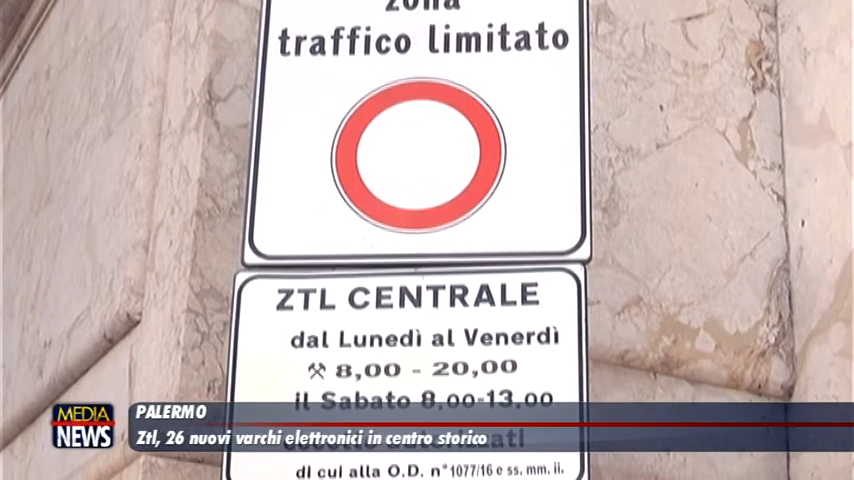 zona
traffico limitato
ZTL CENTRALE
dal Lunedì al Venerdì
8,00 - 20,00
il Sabato 8,00-13,00
eccetto autorizzati
di cui alla O.D. n°1077/16 e ss. mm. ii.
MEDIA
NEWS
PALERMO
Ztl, 26 nuovi varchi elettronici in centro storico